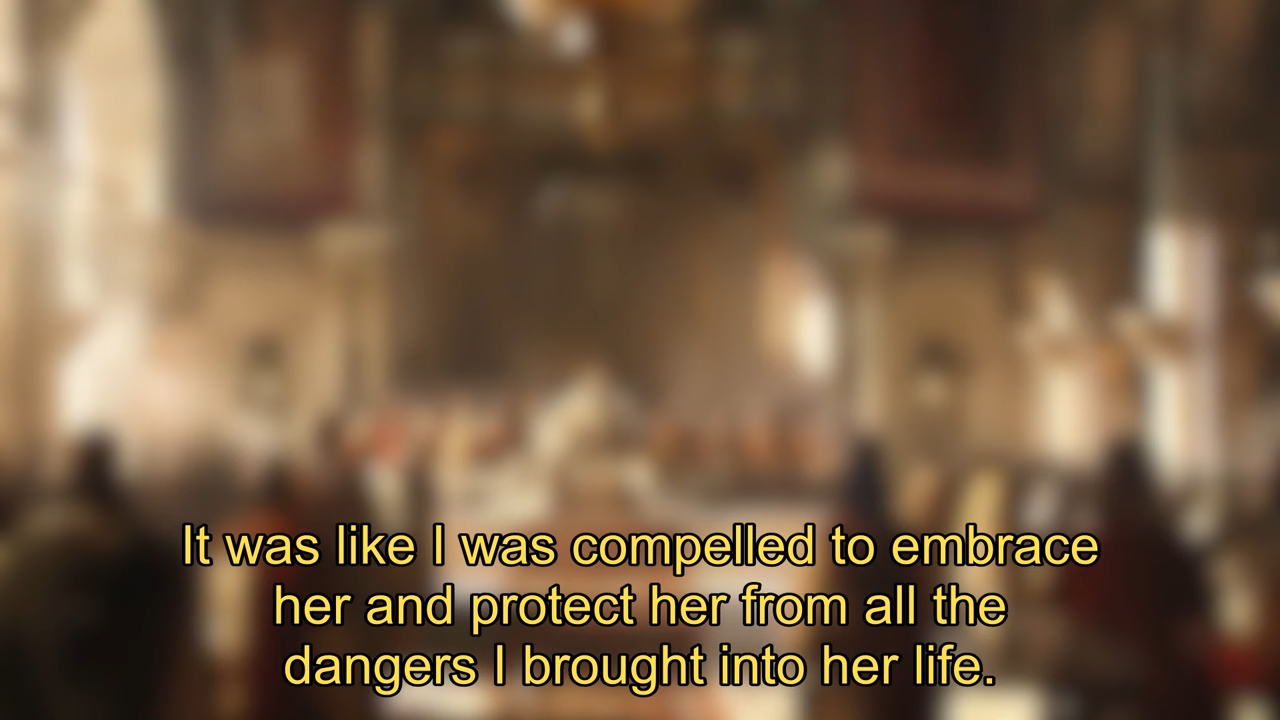 It was like I was compelled to embrace
her and protect her from all the
dangers I brought into her life.